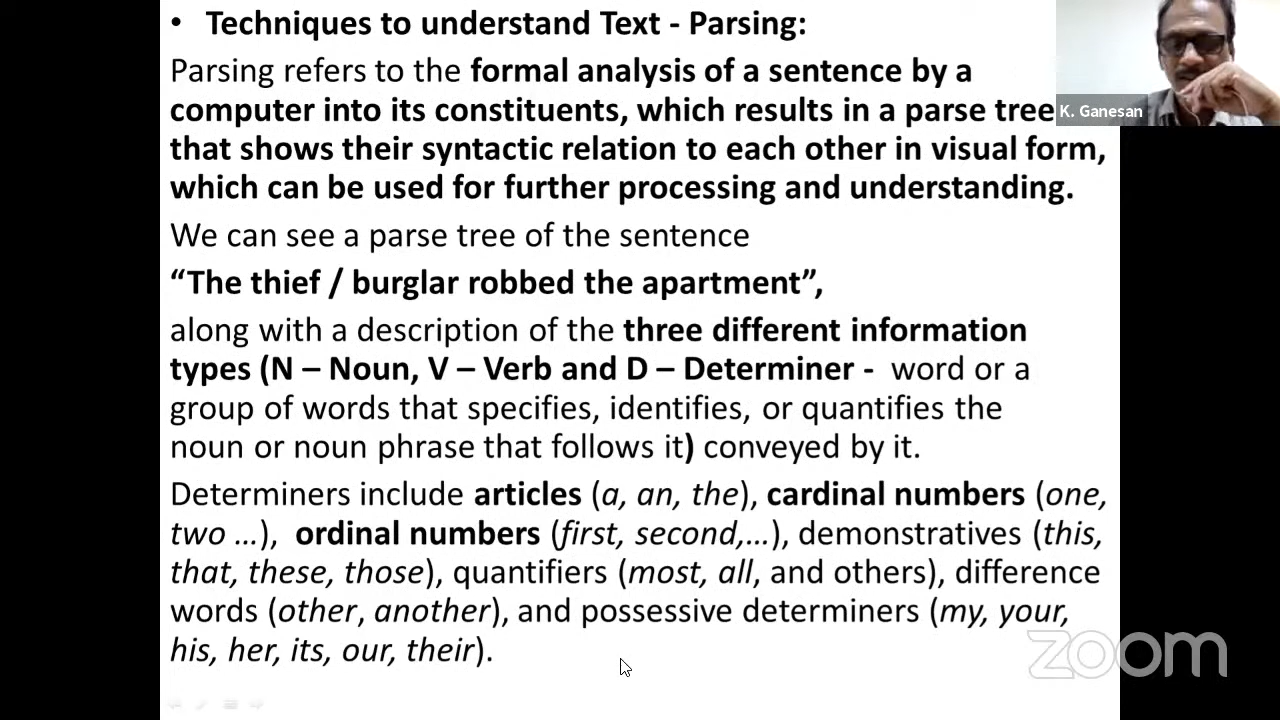 • Techniques to understand Text - Parsing:
Parsing refers to the formal analysis of a sentence by a
computer into its constituents, which results in a parse tree
that shows their syntactic relation to each other in visual form,
which can be used for further processing and understanding.
We can see a parse tree of the sentence
“The thief / burglar robbed the apartment”,
along with a description of the three different information
types (N – Noun, V – Verb and D – Determiner -  word or a
group of words that specifies, identifies, or quantifies the
noun or noun phrase that follows it) conveyed by it.
Determiners include articles (a, an, the), cardinal numbers (one,
two …),  ordinal numbers (first, second,…), demonstratives (this,
that, these, those), quantifiers (most, all, and others), difference
words (other, another), and possessive determiners (my, your,
his, her, its, our, their).
K. Ganesan
zoom